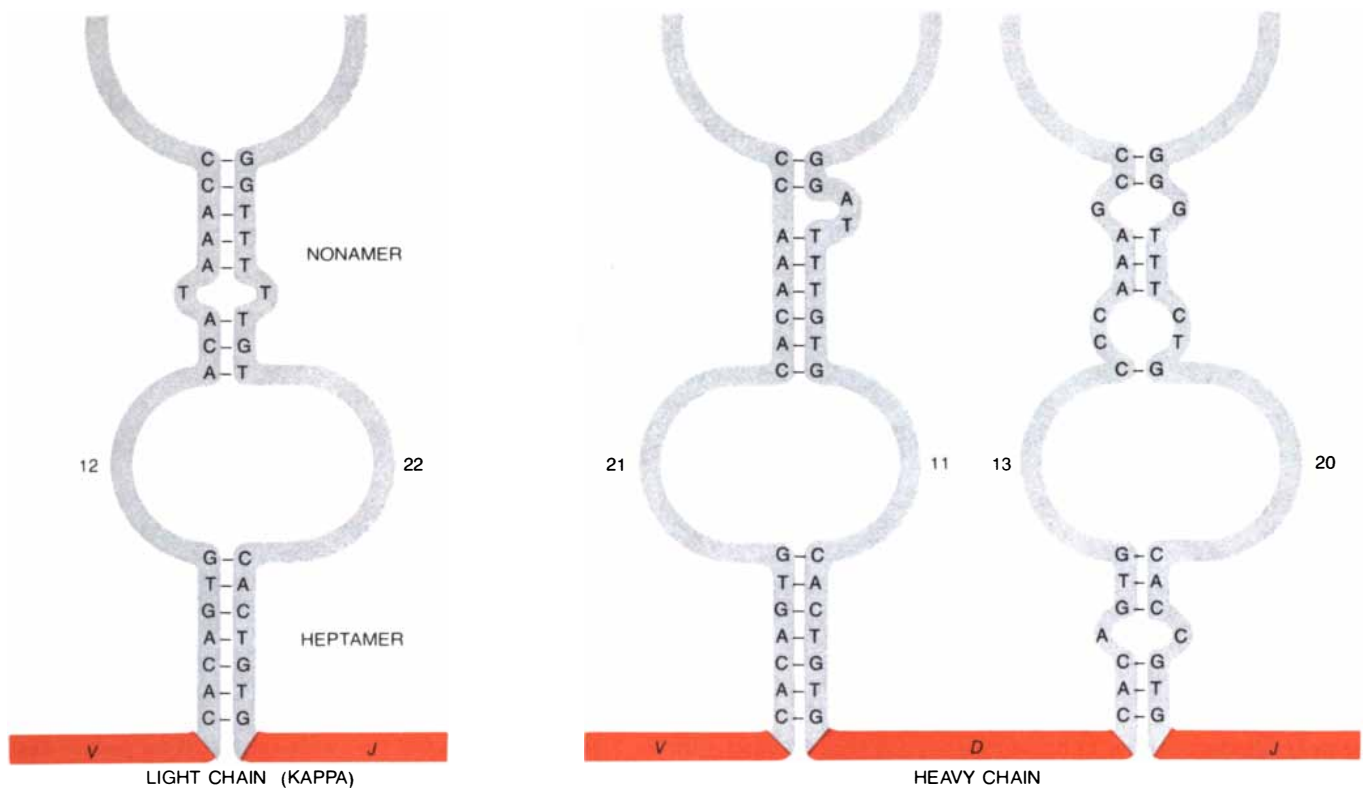 C–G
C–G
A–T
A–T
NONAMER
A–T
T T
A–T
C–G
A–T
12 22
G–C
T–A
G–C
A–T
HEPTAMER
C–G
A–T
C–G
V J
LIGHT CHAIN (KAPPA)
C–G
C–G
A
T
A–T
A–T
A–T
C–G
A–T
C–G
21 11
G–C
T–A
G–C
A–T
C–G
A–T
C–G
C–G
C–G
G G
A–T
A–T
A–T
C C
C T
C–G
13 20
G–C
T–A
G–C
A C
C–G
A–T
C–G
V D J
HEAVY CHAIN